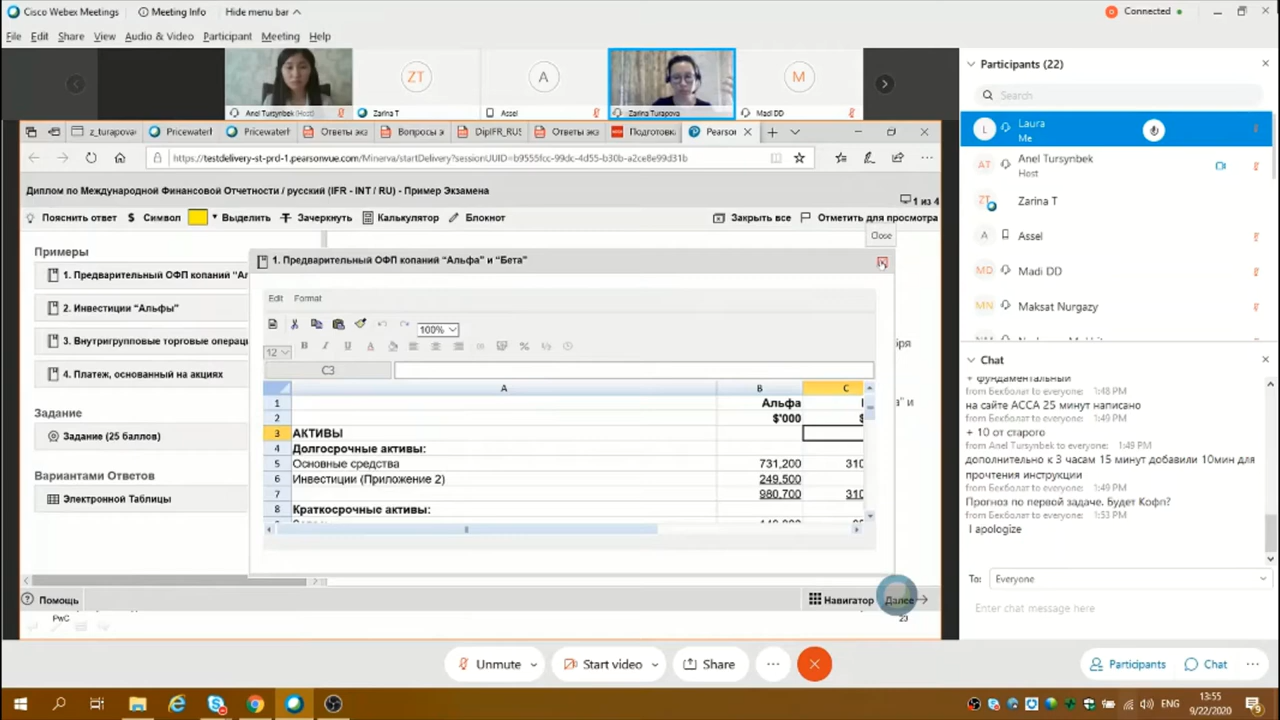 Cisco Webex Meetings
Meeting Info
Hide menu bar
Connected
File Edit Share View Audio & Video Participant Meeting Help
ZT
A
M
Anel Tursynbek (Host)
Zarina T
Assel
Zarina Turapova
Madi DD
z_turapova
Pricewaterh
Pricewaterh
Ответы экз
Вопросы э
DipIFR_RUS
Ответы экз
Подготовка
Pearson
https://testdelivery-st-prd-1.pearsonvue.com/Minerva/startDelivery?sessionUUID=b9555fcc-99dc-4d55-b30b-a2ce8e99d31b
Диплом по Международной Финансовой Отчетности / русский (IFR - INT / RU) - Пример Экзамена
1 из 4
Пояснить ответ
$ Символ
Выделить
Зачеркнуть
Калькулятор
Блокнот
Закрыть все
Отметить для просмотра
Close
Примеры
1. Предварительный ОФП копаний "Ал
2. Инвестиции "Альфы"
3. Внутригрупповые торговые операци
4. Платеж, основанный на акциях
Задание
Задание (25 баллов)
Вариантами Ответов
Электронной Таблицы
1. Предварительный ОФП копаний "Альфа" и "Бета"
Edit Format
100%
12
B I U A
C3
A B C
1 Альфа
2 $'000 $
3 АКТИВЫ
4 Долгосрочные активы:
5 Основные средства 731,200 310
6 Инвестиции (Приложение 2) 249,500
7 980,700 310
8 Краткосрочные активы:
ября
а" и
Помощь
Навигатор
Далее
PwC
23
Participants (22)
Search
L
Laura
Me
AT
Anel Tursynbek
Host
ZT
Zarina T
A
Assel
MD
Madi DD
MN
Maksat Nurgazy
Chat
+ фундаментальный
from Бекболат to everyone: 1:48 PM
на сайте АССА 25 минут написано
from Бекболат to everyone: 1:49 PM
+ 10 от старого
from Anel Tursynbek to everyone: 1:49 PM
дополнительно к 3 часам 15 минут добавили 10мин для
прочтения инструкции
from Бекболат to everyone: 1:49 PM
Прогноз по первой задаче. Будет Кофп?
from Бекболат to everyone: 1:53 PM
I apologize
To: Everyone
Enter chat message here
Unmute
Start video
Share
Participants
Chat
ENG
13:55
9/22/2020
9